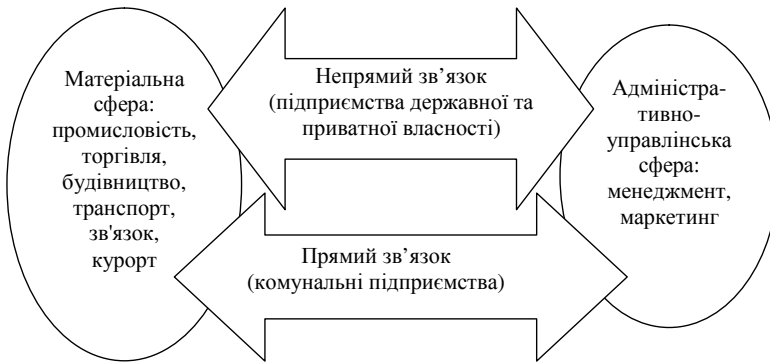 Матеріальна
сфера:
промисловість,
торгівля,
будівництво,
транспорт,
зв'язок,
курорт
Непрямий зв’язок
(підприємства державної та
приватної власності)
Прямий зв’язок
(комунальні підприємства)
Адміністра-
тивно-
управлінська
сфера:
менеджмент,
маркетинг